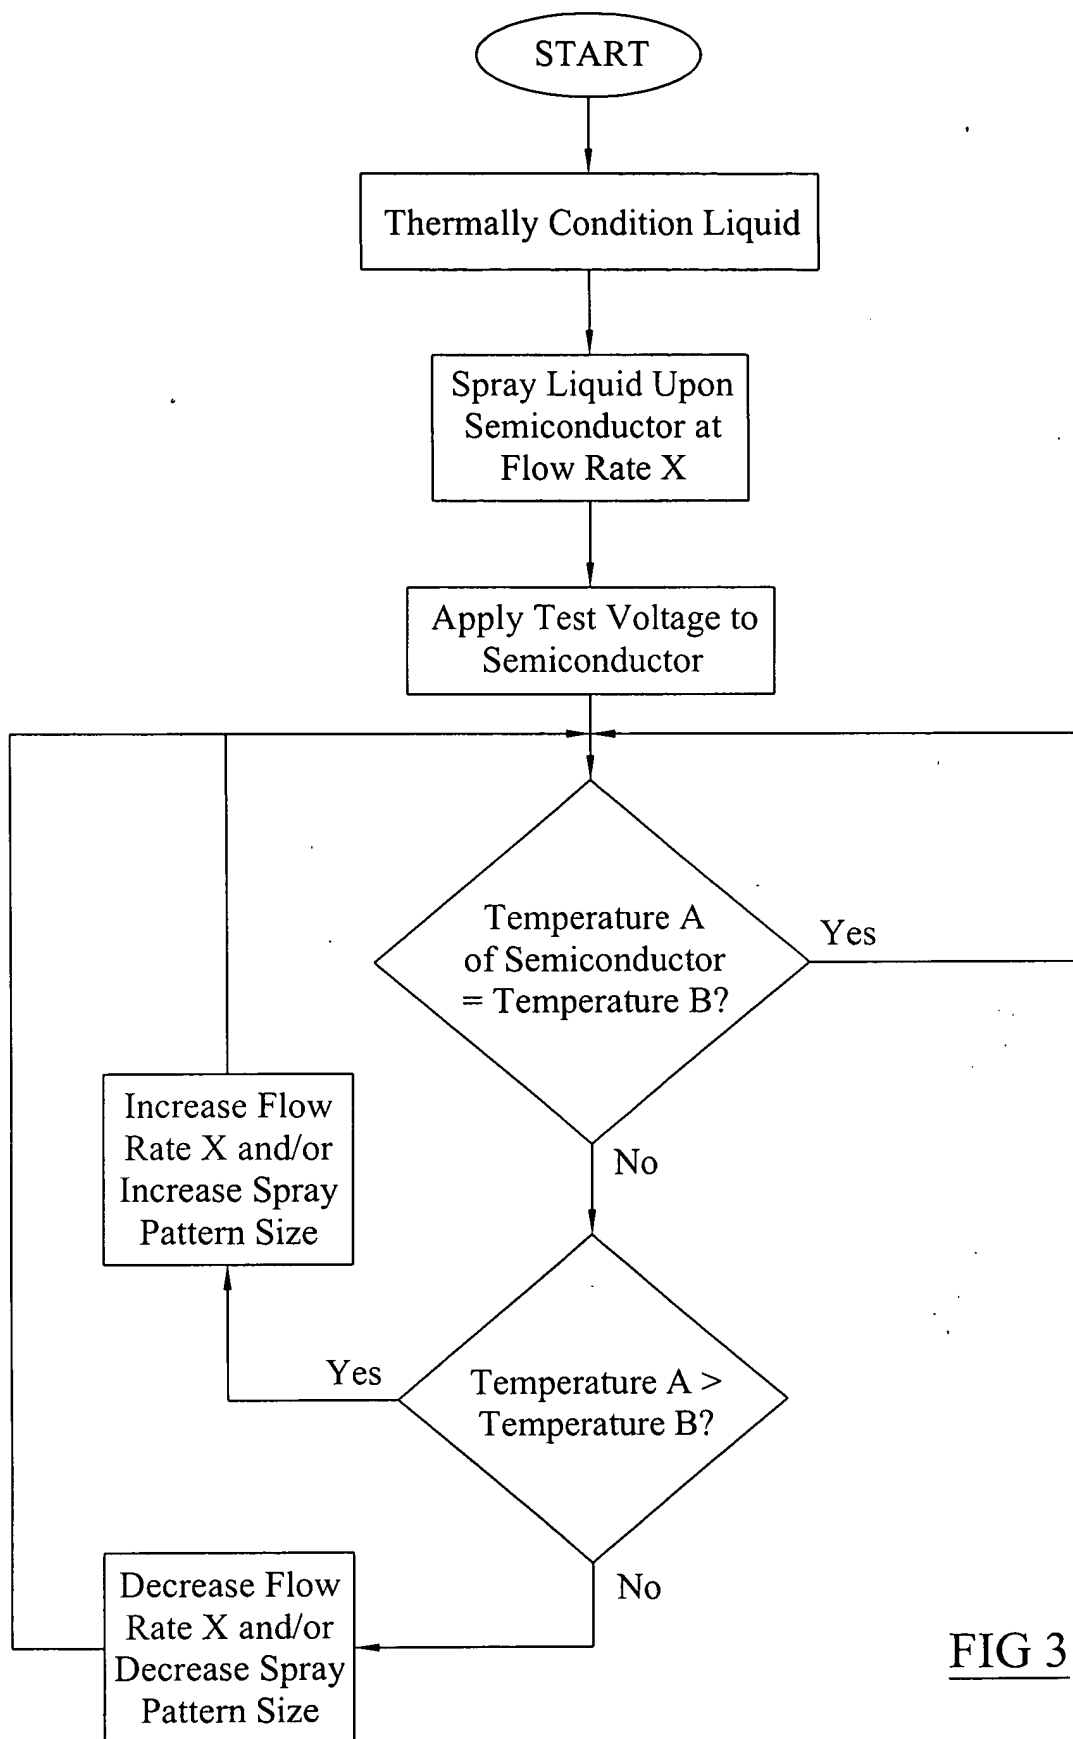 START
Thermally Condition Liquid
Spray Liquid Upon
Semiconductor at
Flow Rate X
Apply Test Voltage to
Semiconductor
Temperature A
of Semiconductor
= Temperature B?
Yes
No
Increase Flow
Rate X and/or
Increase Spray
Pattern Size
Temperature A >
Temperature B?
Yes
No
Decrease Flow
Rate X and/or
Decrease Spray
Pattern Size
FIG 3